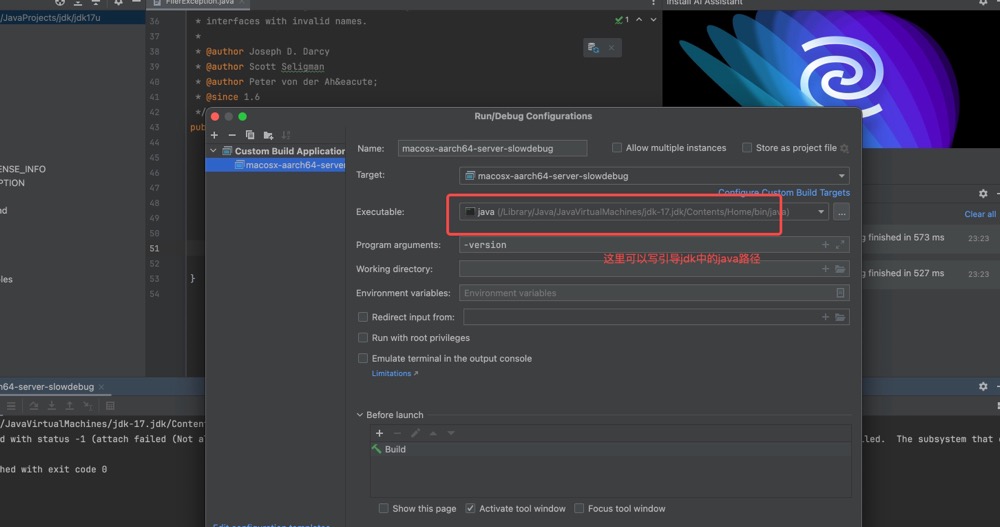 /JavaProjects/jdk/jdk17u
FilerException.java
Install AI Assistant
36 * interfaces with invalid names.
37 *
38 * @author Joseph D. Darcy
39 * @author Scott Seligman
40 * @author Peter von der Ah&eacute;
41 * @since 1.6
42 */
43 pu
44
45
46
47
48
49
50
51
52
53 }
54
1
ENSE_INFO
EPTION
ad
les
Run/Debug Configurations
Custom Build Application
macosx-aarch64-server
Name: macosx-aarch64-server-slowdebug
Allow multiple instances
Store as project file
Target: macosx-aarch64-server-slowdebug
Configure Custom Build Targets
Executable: java (/Library/Java/JavaVirtualMachines/jdk-17.jdk/Contents/Home/bin/java)
...
Program arguments: -version
这里可以写引导jdk中的java路径
Working directory:
Environment variables: Environment variables
Redirect input from:
Run with root privileges
Emulate terminal in the output console
Limitations
Before launch
Build
Show this page
Activate tool window
Focus tool window
Edit configuration templates...
Clear all
g finished in 573 ms 23:23
g finished in 527 ms 23:23
h64-server-slowdebug
/JavaVirtualMachines/jdk-17.jdk/Conten
d with status -1 (attach failed (Not a
led. The subsystem that
hed with exit code 0